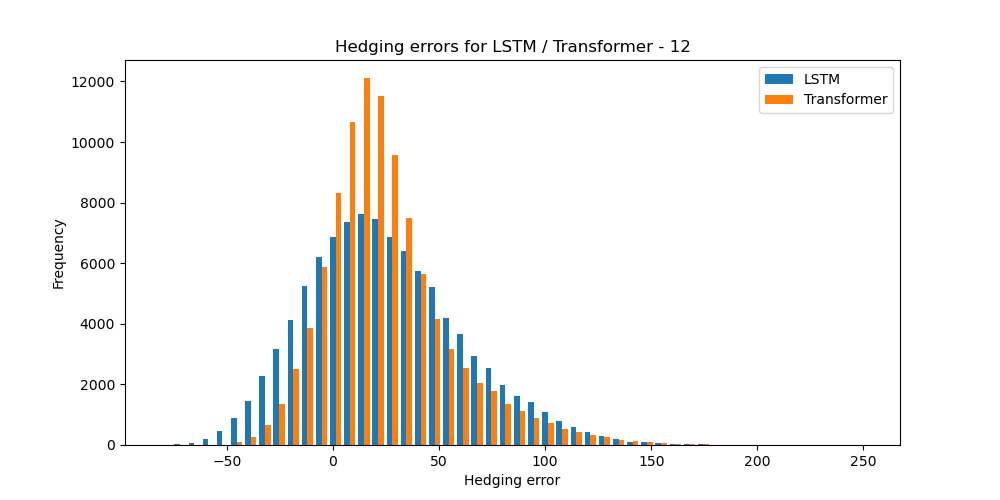 Hedging errors for LSTM / Transformer - 12
LSTM
Transformer
Frequency
12000
10000
8000
6000
4000
2000
0
−50
0
50
100
150
200
250
Hedging error